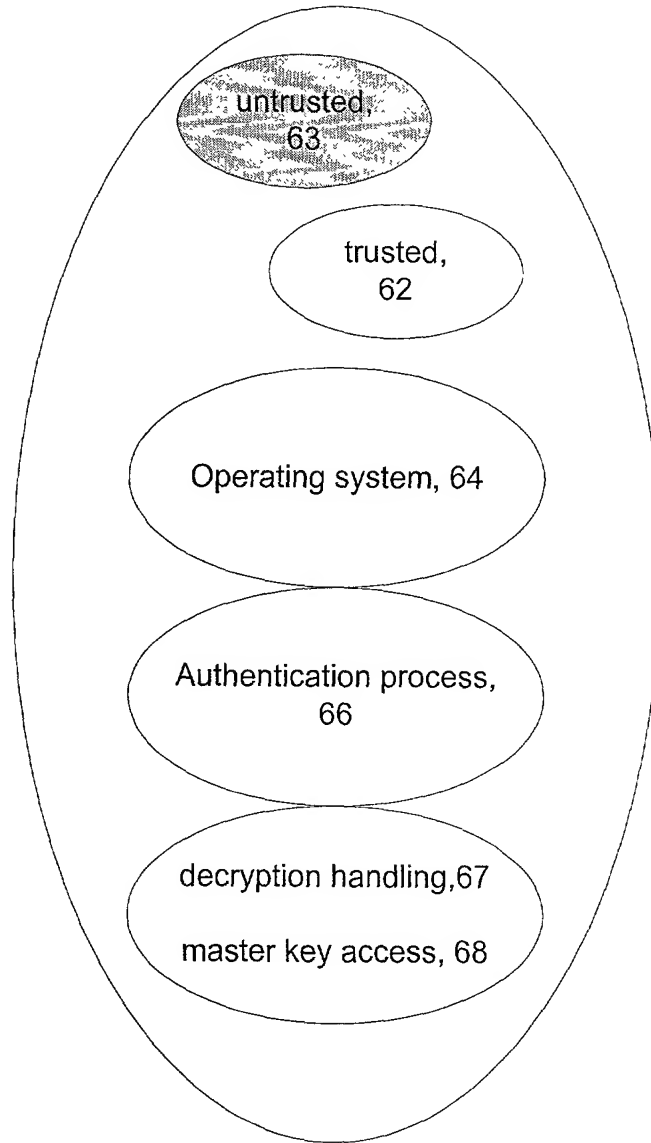 untrusted,
63
trusted,
62
Operating system, 64
Authentication process,
66
decryption handling,67
master key access, 68